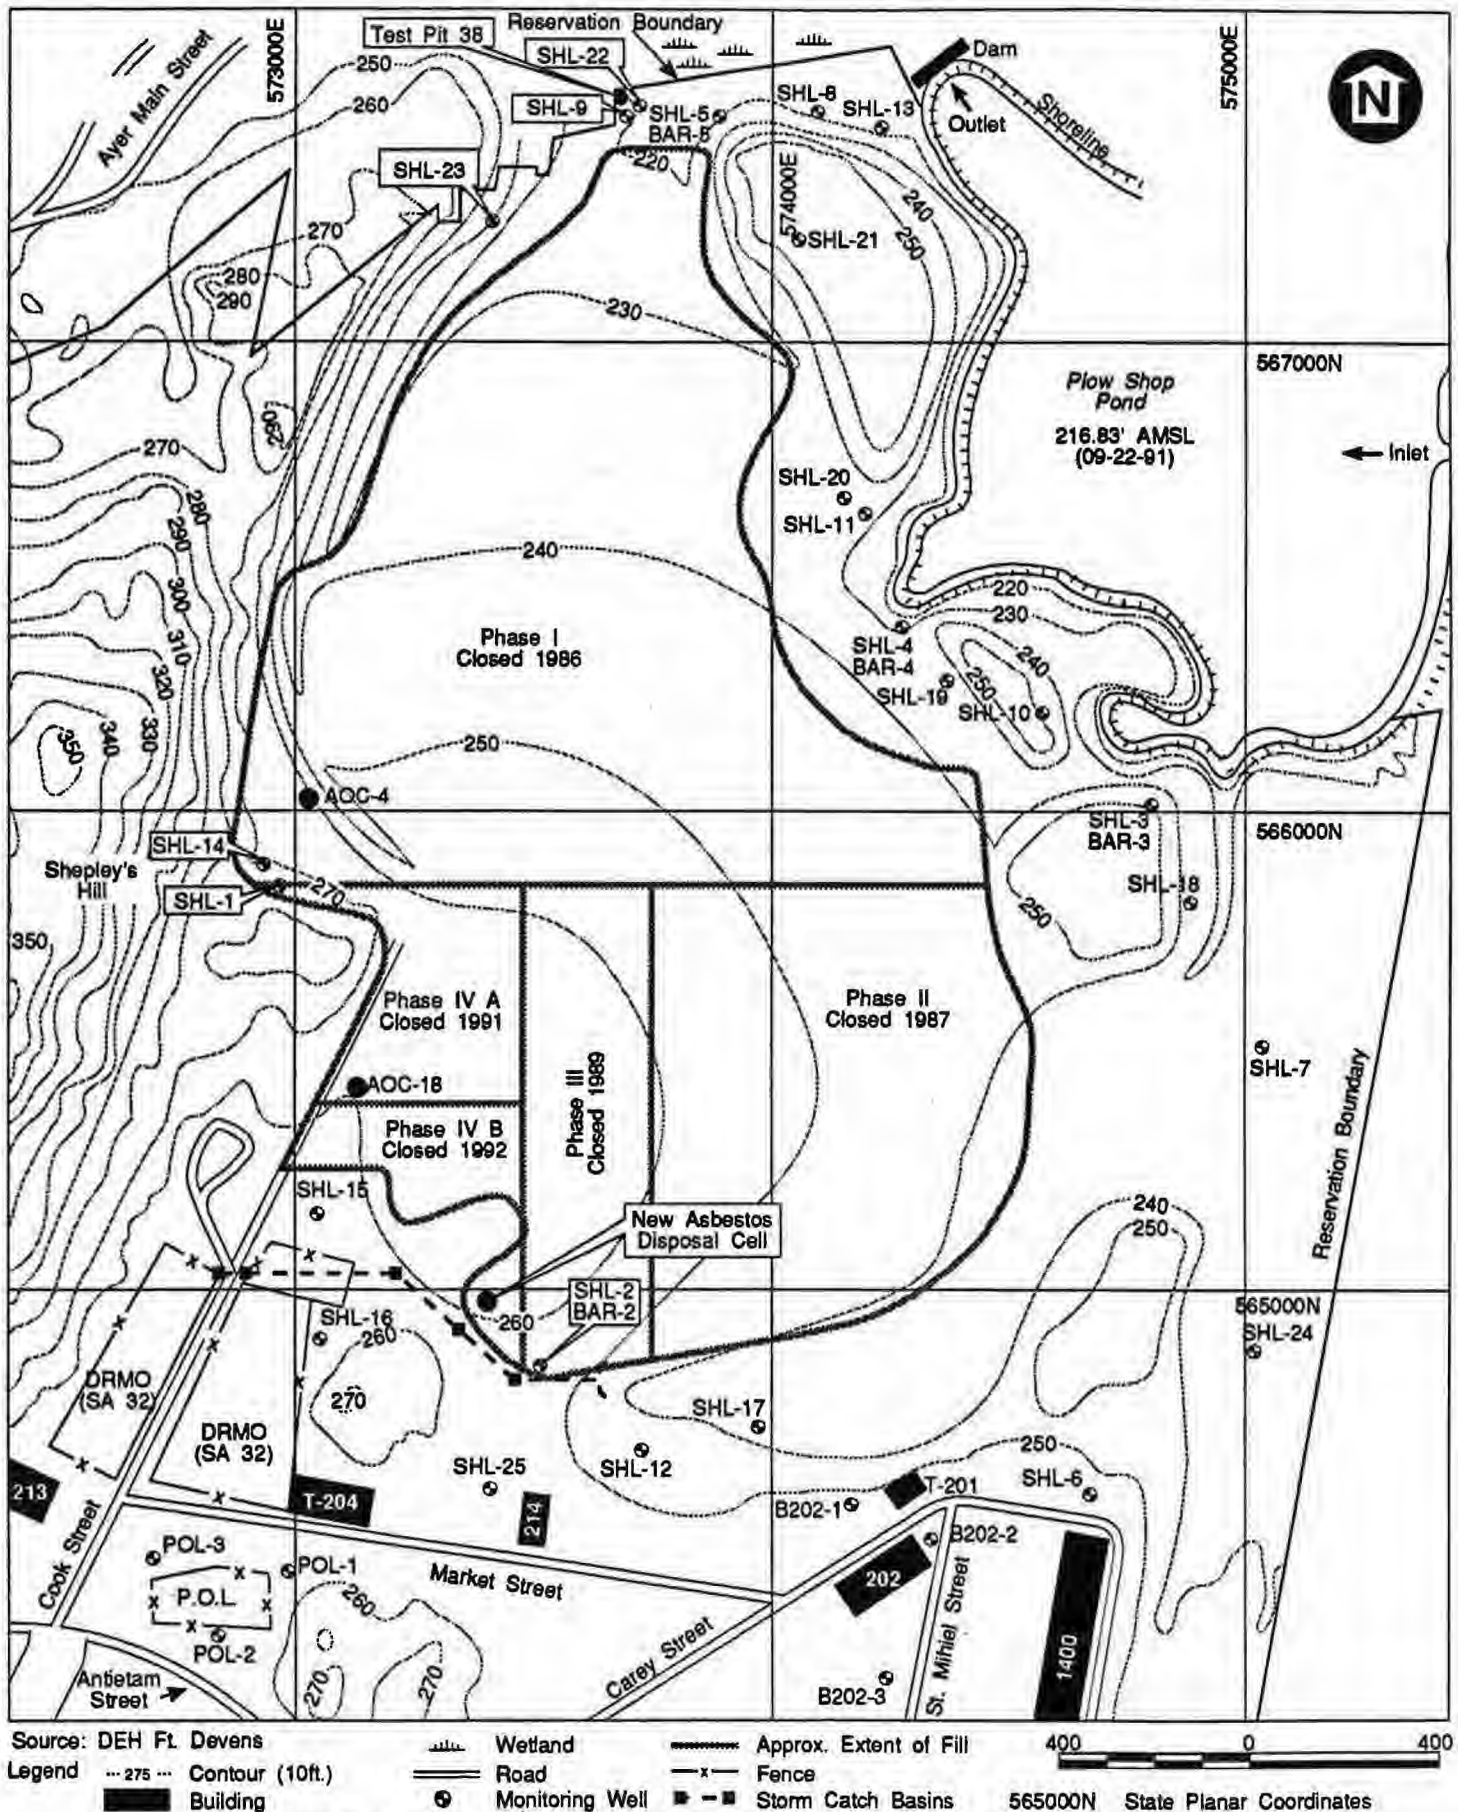 Reservation Boundary
Test Pit 38
SHL-22
Dam
N
Ayer Main Street
573000E
250
260
SHL-9
SHL-5
BAR-5
SHL-8
SHL-13
Outlet
Shoreline
575000E
SHL-23
220
574000E
240
250
270
SHL-21
280
290
230
567000N
Plow Shop
Pond
216.83' AMSL
(09-22-91)
Inlet
270
280
290
300
310
320
330
340
350
SHL-20
SHL-11
240
220
230
Phase I
Closed 1986
SHL-4
BAR-4
SHL-19
240
250
SHL-10
250
AOC-4
566000N
SHL-3
BAR-3
SHL-14
Shepley's
Hill
270
SHL-1
SHL-18
250
350
Phase IV A
Closed 1991
Phase II
Closed 1987
SHL-7
AOC-18
Phase III
Closed 1989
Phase IV B
Closed 1992
Reservation Boundary
SHL-15
New Asbestos
Disposal Cell
240
250
SHL-2
BAR-2
565000N
SHL-16
260
260
SHL-24
DRMO
(SA 32)
270
DRMO
(SA 32)
SHL-17
250
SHL-25
SHL-12
SHL-6
T-201
213
T-204
214
B202-1
Cook Street
POL-3
POL-1
Market Street
B202-2
202
P.O.L.
260
POL-2
St. Mihiel Street
1400
Carey Street
Antietam
Street
270
270
B202-3
Source: DEH Ft. Devens
Wetland
Approx. Extent of Fill
400
0
400
Legend
275
Contour (10ft.)
Road
Fence
Building
Monitoring Well
Storm Catch Basins
565000N
State Planar Coordinates